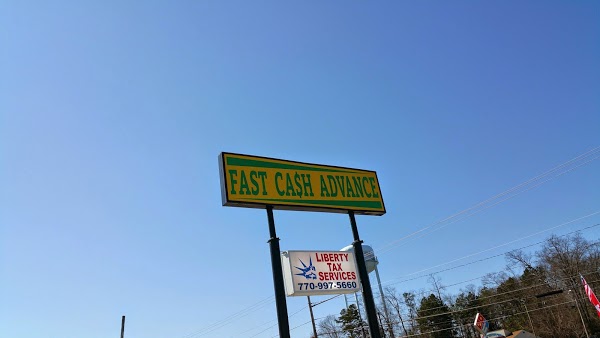 FAST CA$H ADVANCE
LIBERTY
TAX
SERVICES
770-997-5660